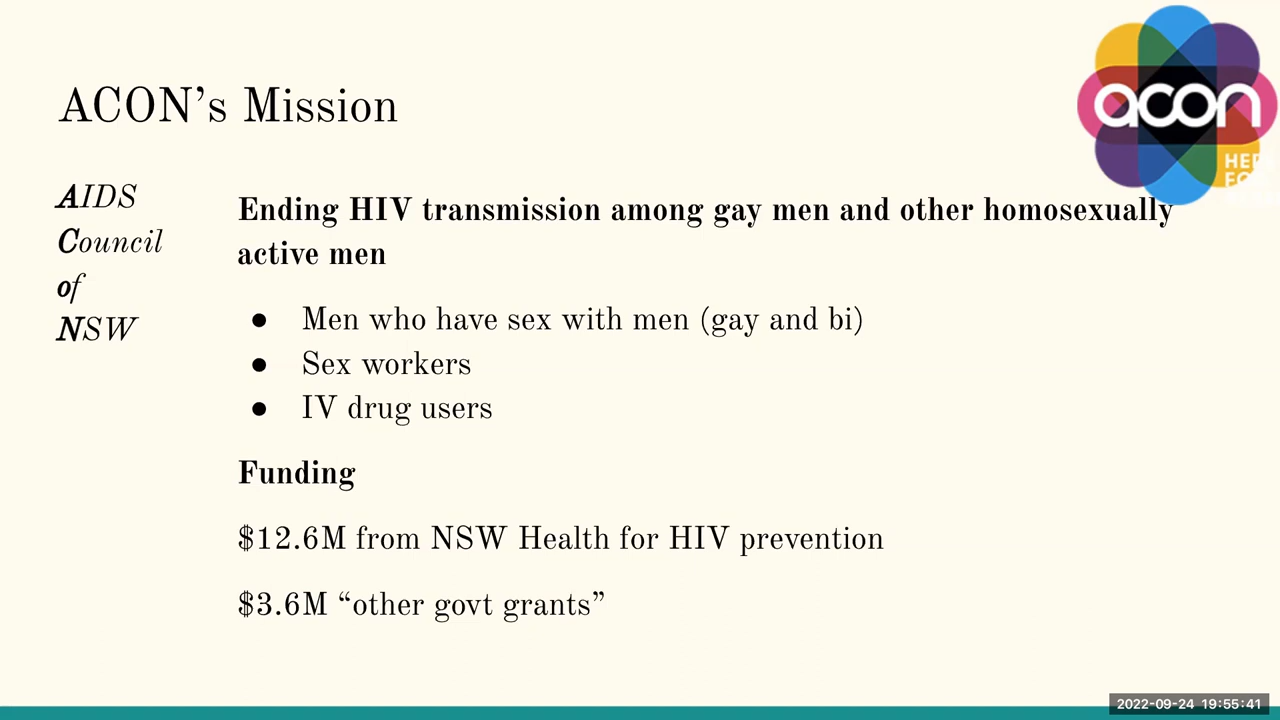 ACON’s Mission
acon
AIDS
Council
of
NSW
Ending HIV transmission among gay men and other homosexually
active men
● Men who have sex with men (gay and bi)
● Sex workers
● IV drug users
Funding
$12.6M from NSW Health for HIV prevention
$3.6M “other govt grants”
2022-09-24 19:55:41